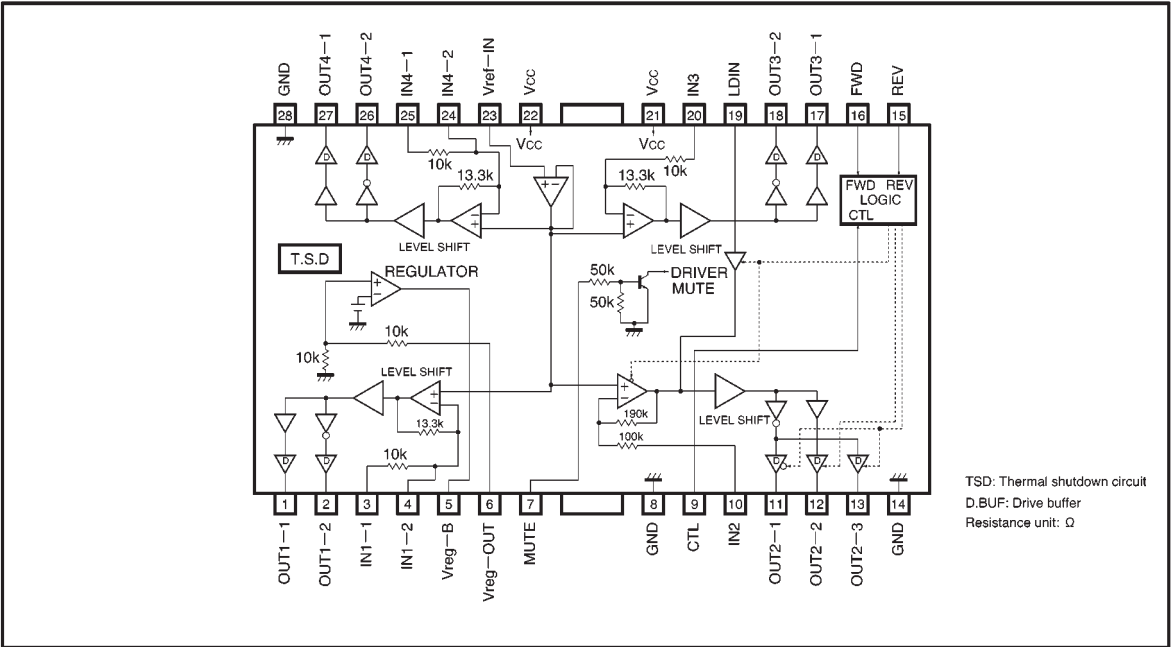 GND
OUT4−1
OUT4−2
IN4−1
IN4−2
Vref−IN
VCC
VCC
IN3
LDIN
OUT3−2
OUT3−1
FWD
REV
28
27
26
25
24
23
22
21
20
19
18
17
16
15
VCC
VCC
D
D
10k
10k
D
D
13.3k
+ −
13.3k
FWD REV
LOGIC
CTL
−
+
−
+
LEVEL SHIFT
LEVEL SHIFT
T.S.D
REGULATOR
+
−
50k
DRIVER
MUTE
50k
10k
10k
LEVEL SHIFT
+
−
+
−
LEVEL SHIFT
13.3k
190k
100k
10k
D
D
D
D
D
1
2
3
4
5
6
7
8
9
10
11
12
13
14
OUT1−1
OUT1−2
IN1−1
IN1−2
Vreg−B
Vreg−OUT
MUTE
GND
CTL
IN2
OUT2−1
OUT2−2
OUT2−3
GND
TSD: Thermal shutdown circuit
D.BUF: Drive buffer
Resistance unit: Ω